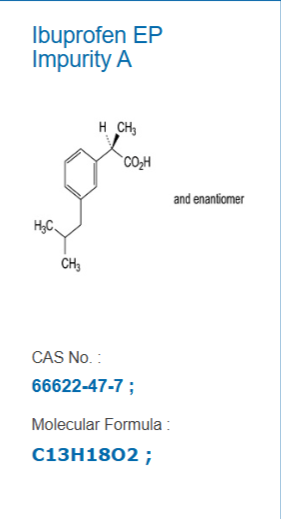 Ibuprofen EP
Impurity A
H CH3
CO2H
and enantiomer
H3C
CH3
CAS No. :
66622-47-7 ;
Molecular Formula :
C13H18O2 ;